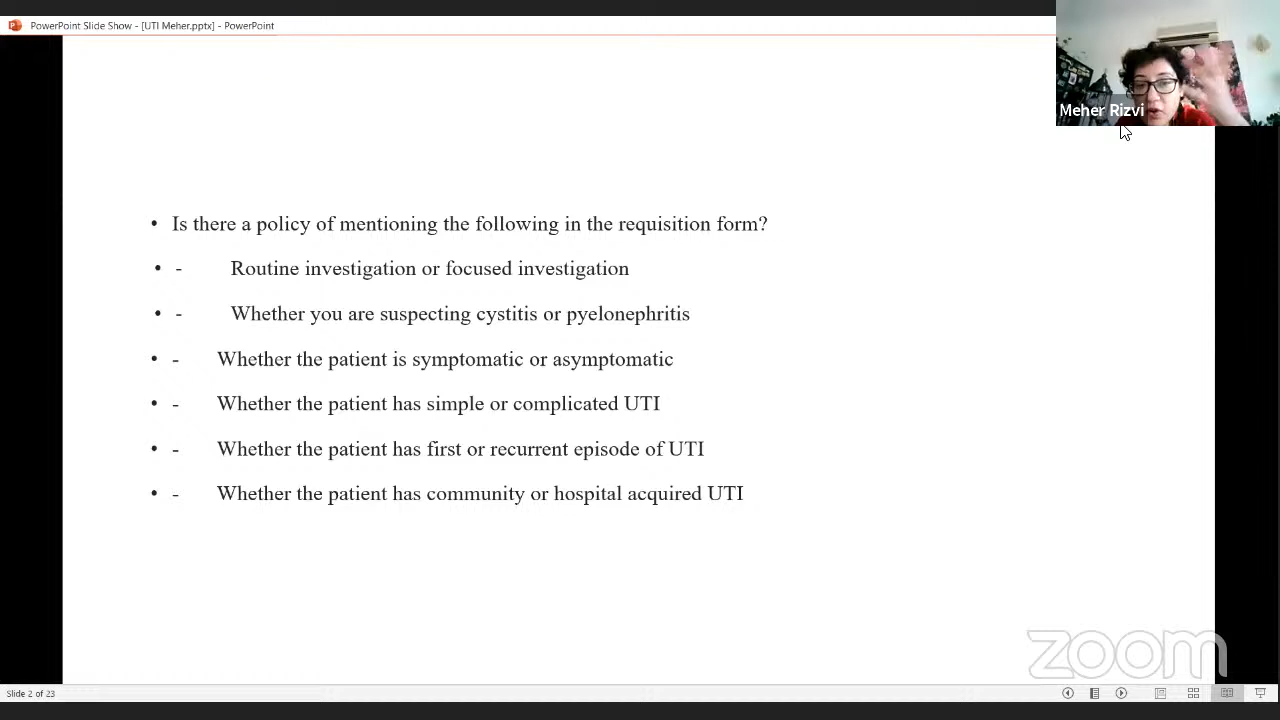 PowerPoint Slide Show - [UTI Meher.pptx] - PowerPoint
Meher Rizvi
• Is there a policy of mentioning the following in the requisition form?
• - Routine investigation or focused investigation
• - Whether you are suspecting cystitis or pyelonephritis
• - Whether the patient is symptomatic or asymptomatic
• - Whether the patient has simple or complicated UTI
• - Whether the patient has first or recurrent episode of UTI
• - Whether the patient has community or hospital acquired UTI
zoom
Slide 2 of 23